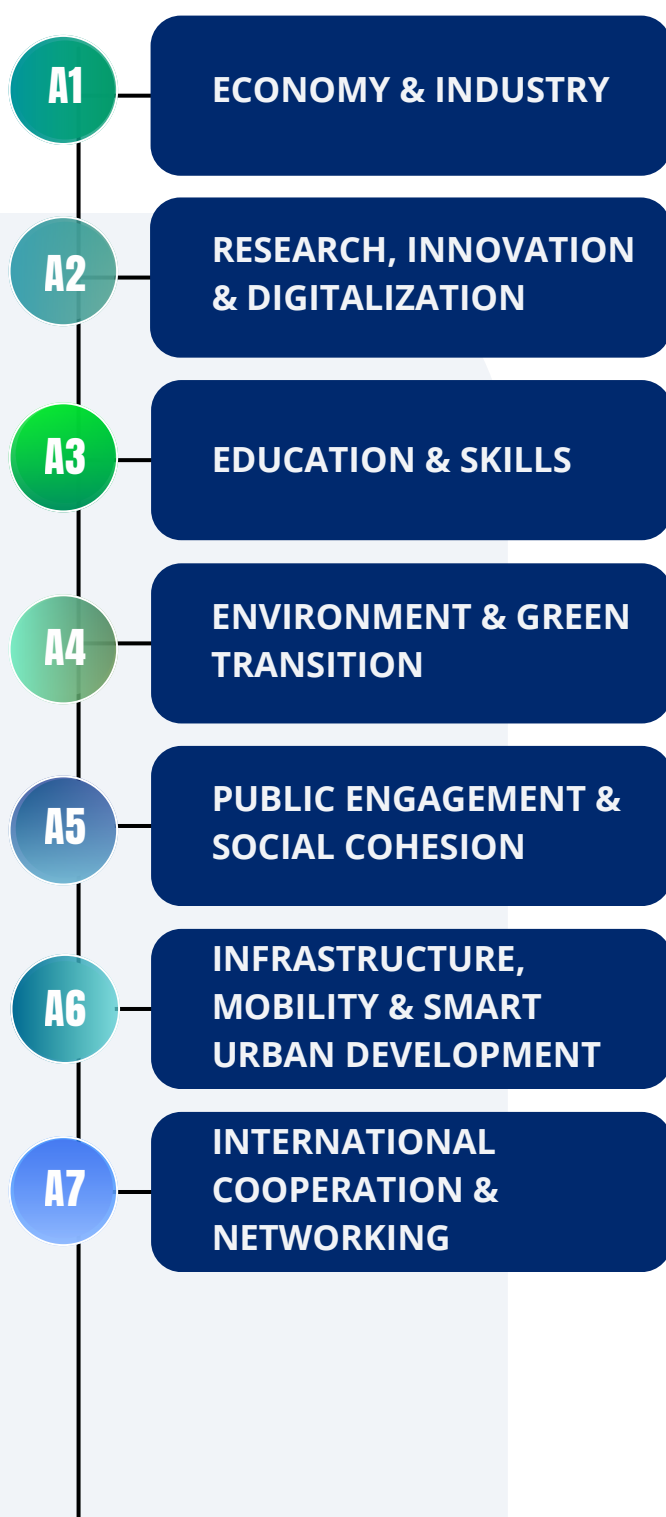 A1
ECONOMY & INDUSTRY
A2
RESEARCH, INNOVATION
& DIGITALIZATION
A3
EDUCATION & SKILLS
A4
ENVIRONMENT & GREEN
TRANSITION
A5
PUBLIC ENGAGEMENT &
SOCIAL COHESION
A6
INFRASTRUCTURE,
MOBILITY & SMART
URBAN DEVELOPMENT
A7
INTERNATIONAL
COOPERATION &
NETWORKING